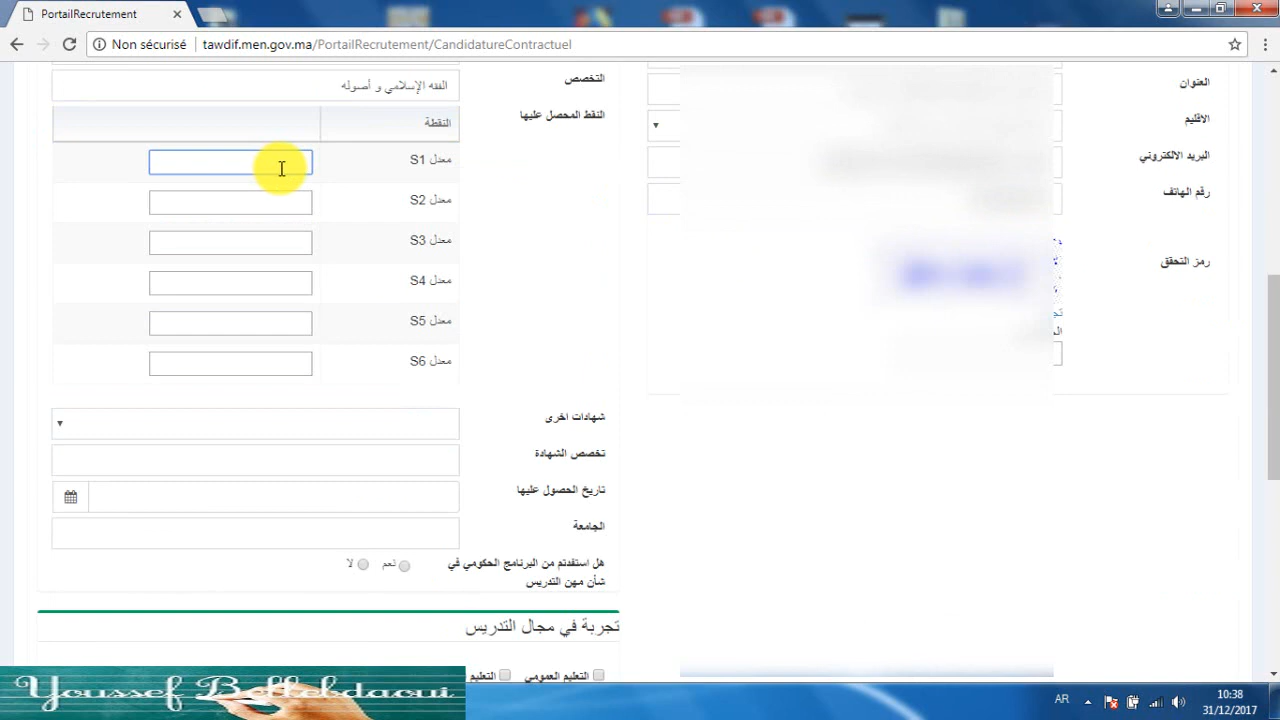 PortailRecrutement
Non sécurisé
tawdif.men.gov.ma/PortailRecrutement/CandidatureContractuel
العنوان
الاقليم
البريد الالكتروني
رقم الهاتف
رمز التحقق
التخصص
الفقه الإسلامي و أصوله
النقط المحصل عليها
النقطة
معدل S1
معدل S2
معدل S3
معدل S4
معدل S5
معدل S6
شهادات اخرى
تخصص الشهادة
تاريخ الحصول عليها
الجامعة
هل استفدتم من البرنامج الحكومي في
شأن مهن التدريس
نعم
لا
تجربة في مجال التدريس
التعليم العمومي
التعليم
Youssef Bellebdaoui
AR
10:38
31/12/2017